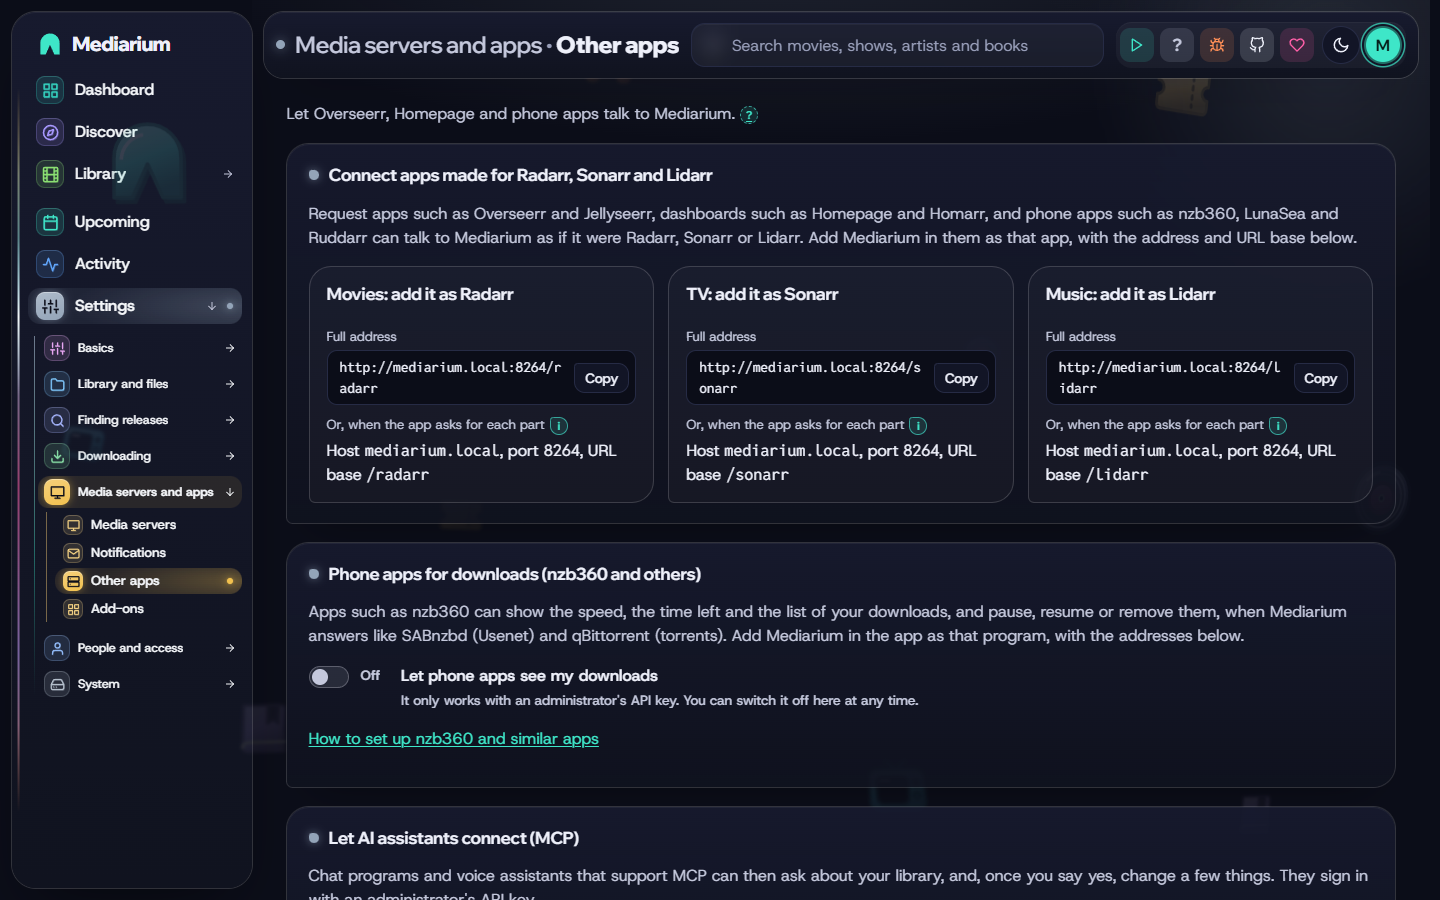 Mediarium
Dashboard
Discover
Library
Upcoming
Activity
Settings
Basics
Library and files
Finding releases
Downloading
Media servers and apps
Media servers
Notifications
Other apps
Add-ons
People and access
System
Media servers and apps · Other apps
Search movies, shows, artists and books
?
M
Let Overseerr, Homepage and phone apps talk to Mediarium. ?
Connect apps made for Radarr, Sonarr and Lidarr
Request apps such as Overseerr and Jellyseerr, dashboards such as Homepage and Homarr, and phone apps such as nzb360, LunaSea and
Ruddarr can talk to Mediarium as if it were Radarr, Sonarr or Lidarr. Add Mediarium in them as that app, with the address and URL base below.
Movies: add it as Radarr
Full address
http://mediarium.local:8264/r
adarr
Copy
Or, when the app asks for each part i
Host mediarium.local, port 8264, URL
base /radarr
TV: add it as Sonarr
Full address
http://mediarium.local:8264/s
onarr
Copy
Or, when the app asks for each part i
Host mediarium.local, port 8264, URL
base /sonarr
Music: add it as Lidarr
Full address
http://mediarium.local:8264/l
idarr
Copy
Or, when the app asks for each part i
Host mediarium.local, port 8264, URL
base /lidarr
Phone apps for downloads (nzb360 and others)
Apps such as nzb360 can show the speed, the time left and the list of your downloads, and pause, resume or remove them, when Mediarium
answers like SABnzbd (Usenet) and qBittorrent (torrents). Add Mediarium in the app as that program, with the addresses below.
Off
Let phone apps see my downloads
It only works with an administrator's API key. You can switch it off here at any time.
How to set up nzb360 and similar apps
Let AI assistants connect (MCP)
Chat programs and voice assistants that support MCP can then ask about your library, and, once you say yes, change a few things. They sign in
with an administrator's API key.